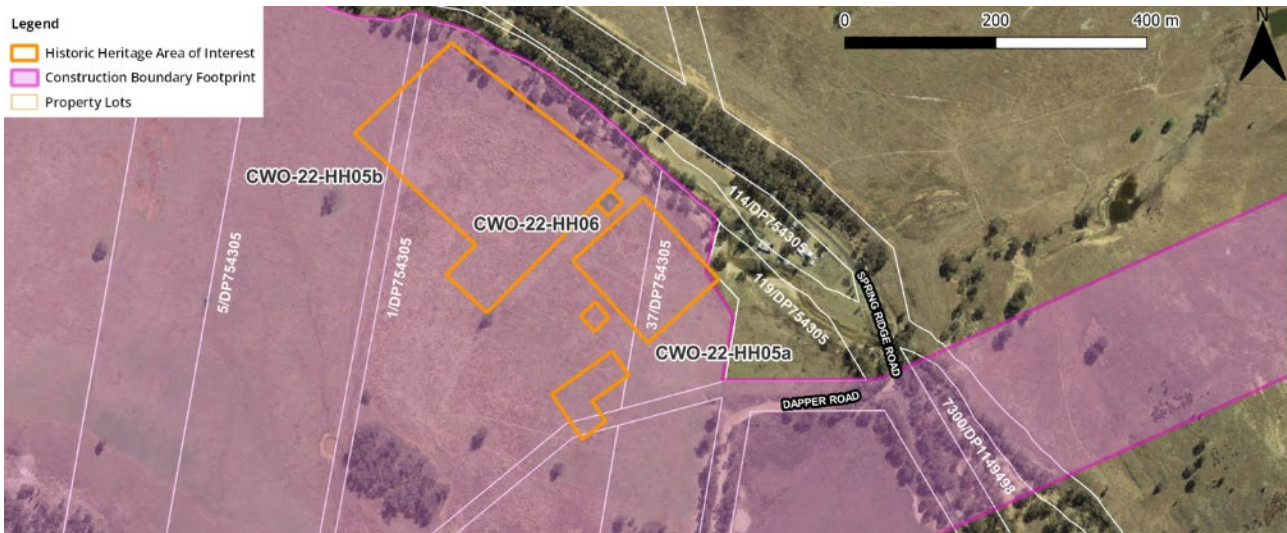 Legend
Historic Heritage Area of Interest
Construction Boundary Footprint
Property Lots
0 200 400 m
N
CWO-22-HH05b
CWO-22-HH06
114/DP754305
5/DP754305
1/DP754305
37/DP754305
119/DP754305
SPRING RIDGE ROAD
CWO-22-HH05a
DAPPER ROAD
7300/DP1149498